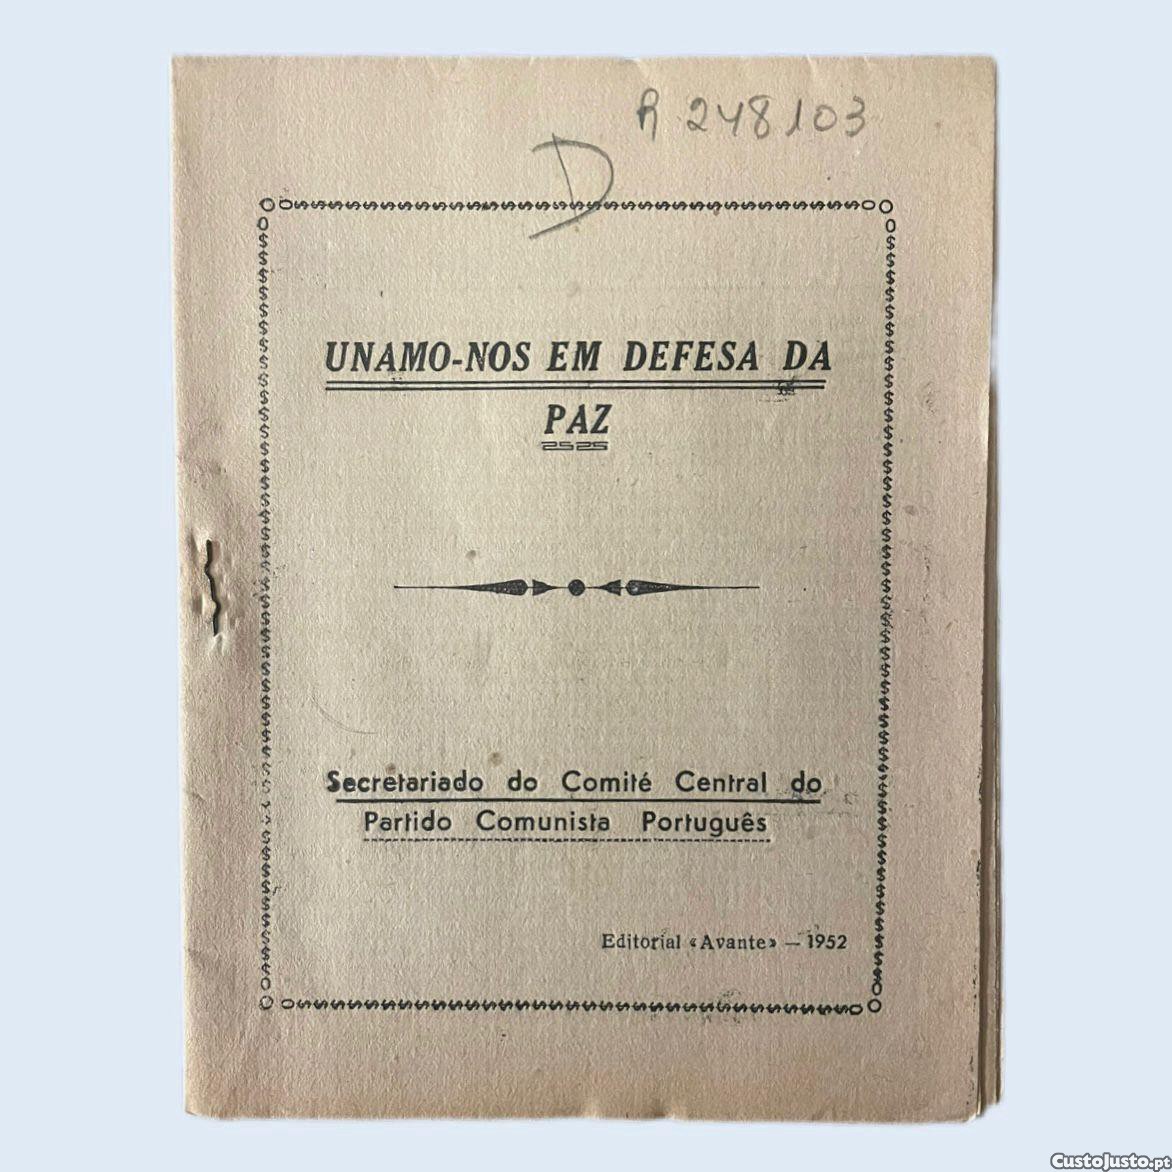 R 248103
D
UNAMO-NOS EM DEFESA DA
PAZ
Secretariado do Comité Central do
Partido Comunista Português
Editorial «Avante» — 1952
CustoJusto.pt